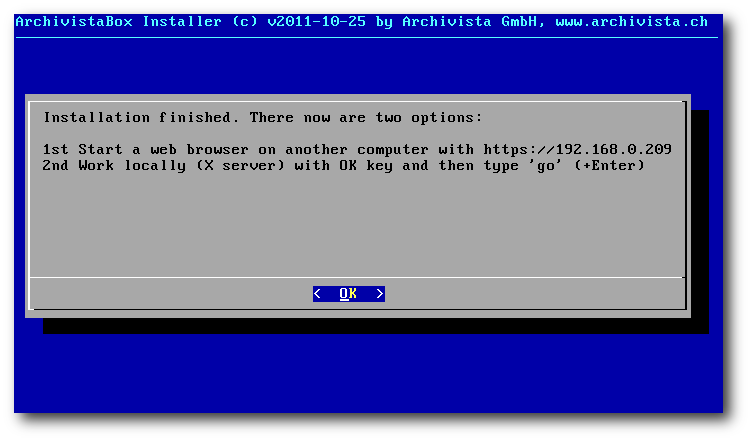 ArchivistaBox Installer (c) v2011-10-25 by Archivista GmbH, www.archivista.ch
Installation finished. There now are two options:
1st Start a web browser on another computer with https://192.168.0.209
2nd Work locally (X server) with OK key and then type 'go' (+Enter)
< OK >